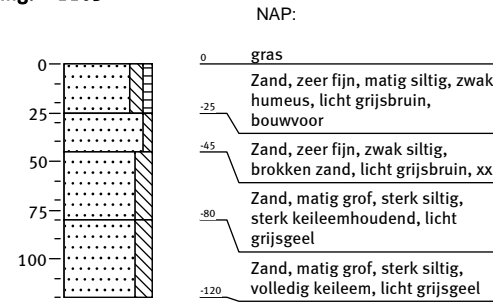 NAP:
0 gras
0
Zand, zeer fijn, matig siltig, zwak
humeus, licht grijsbruin,
bouwvoor
25
-25
Zand, zeer fijn, zwak siltig,
brokken zand, licht grijsbruin, xx
-45
50
Zand, matig grof, sterk siltig,
sterk keileemhoudend, licht
grijsgeel
75
-80
Zand, matig grof, sterk siltig,
volledig keileem, licht grijsgeel
100
-120